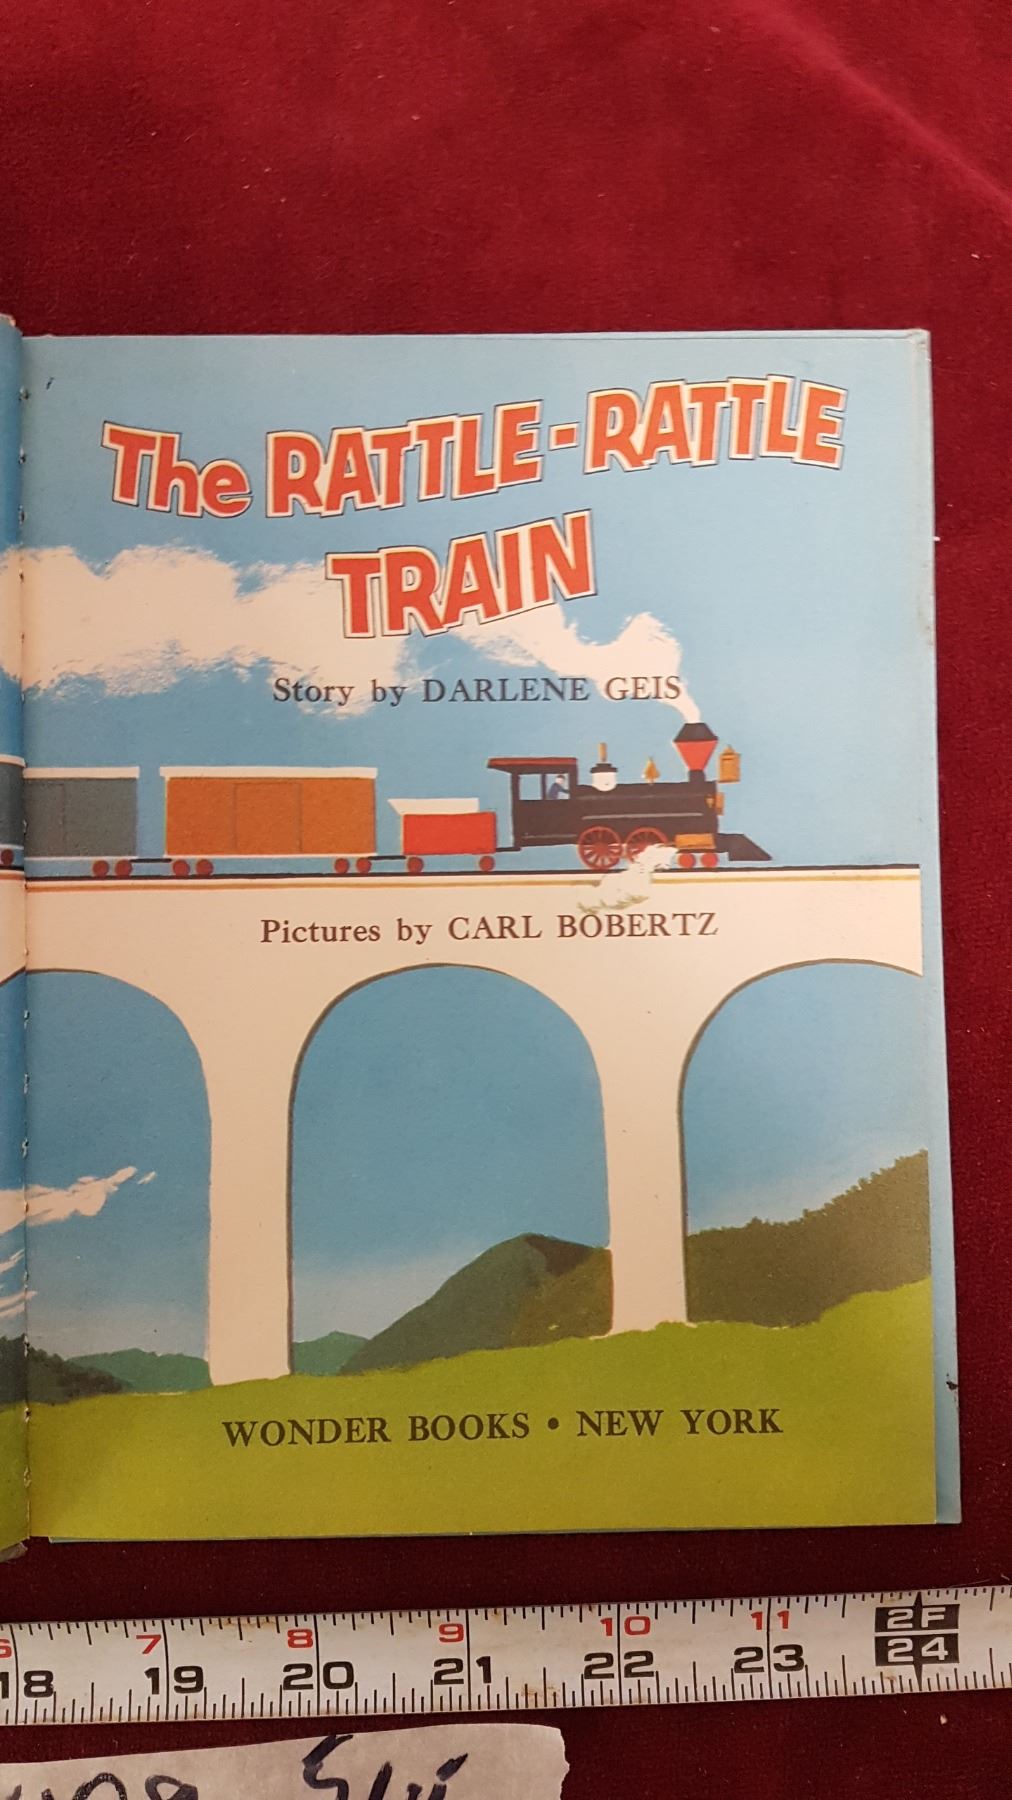 The RATTLE-RATTLE
TRAIN
Story by DARLENE GEIS
Pictures by CARL BOBERTZ
WONDER BOOKS • NEW YORK
7 8 9 10 11 2F
18 19 20 21 22 23 24